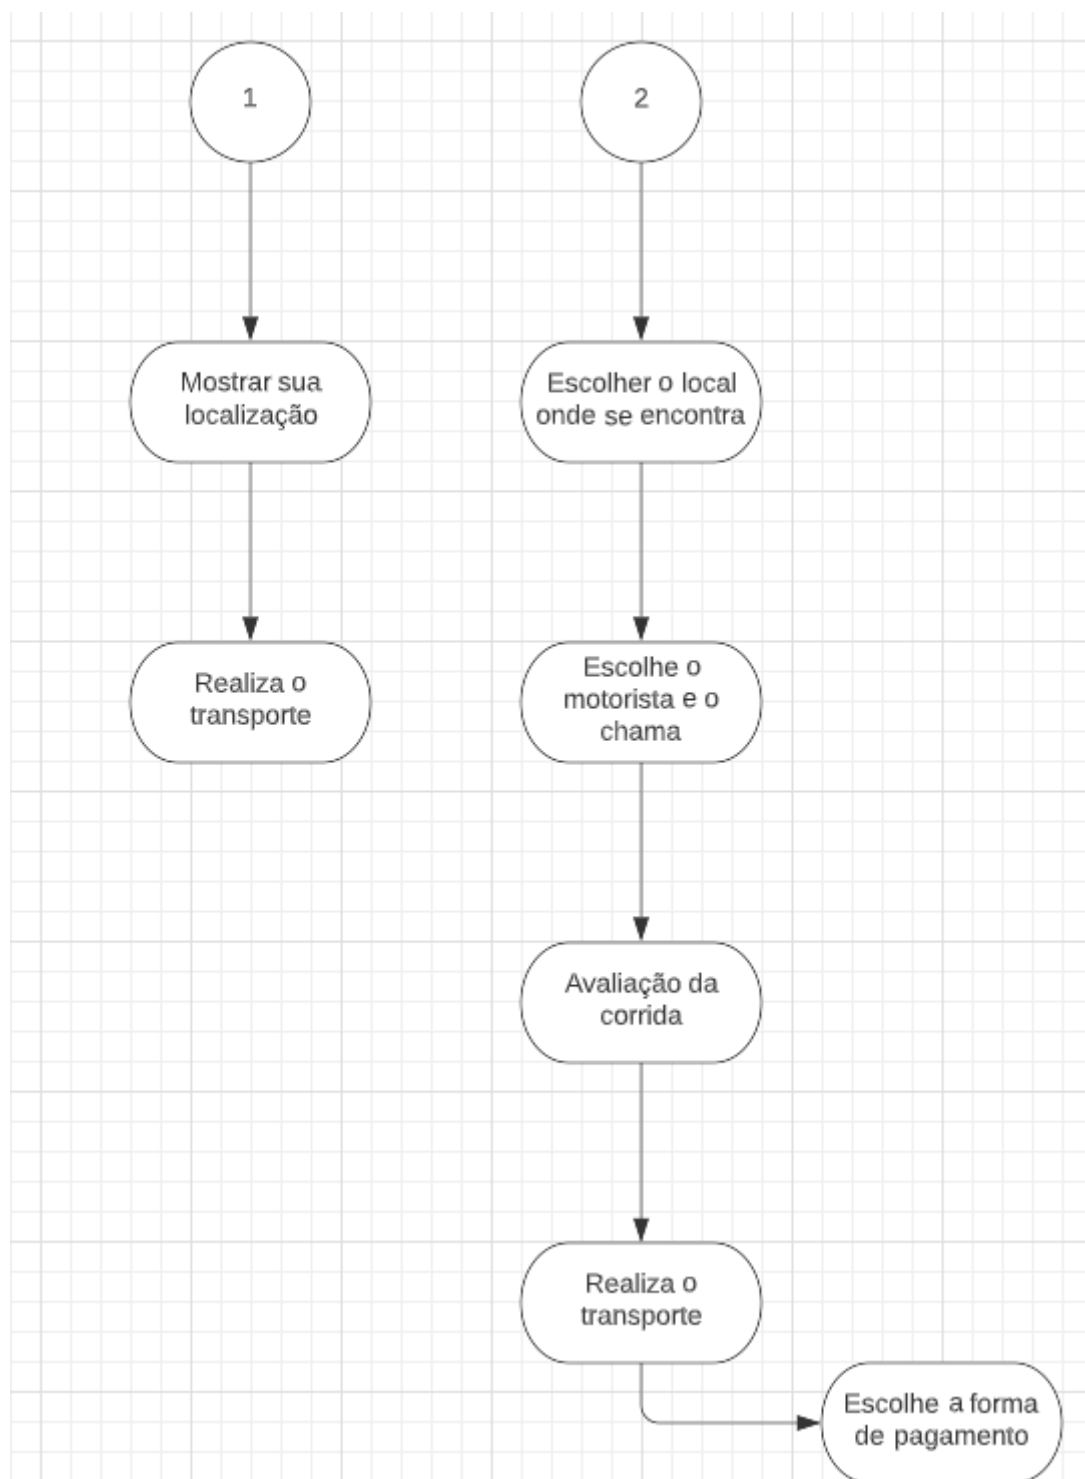 1
2
Mostrar sua
localização
Escolher o local
onde se encontra
Realiza o
transporte
Escolhe o
motorista e o
chama
Avaliação da
corrida
Realiza o
transporte
Escolhe a forma
de pagamento